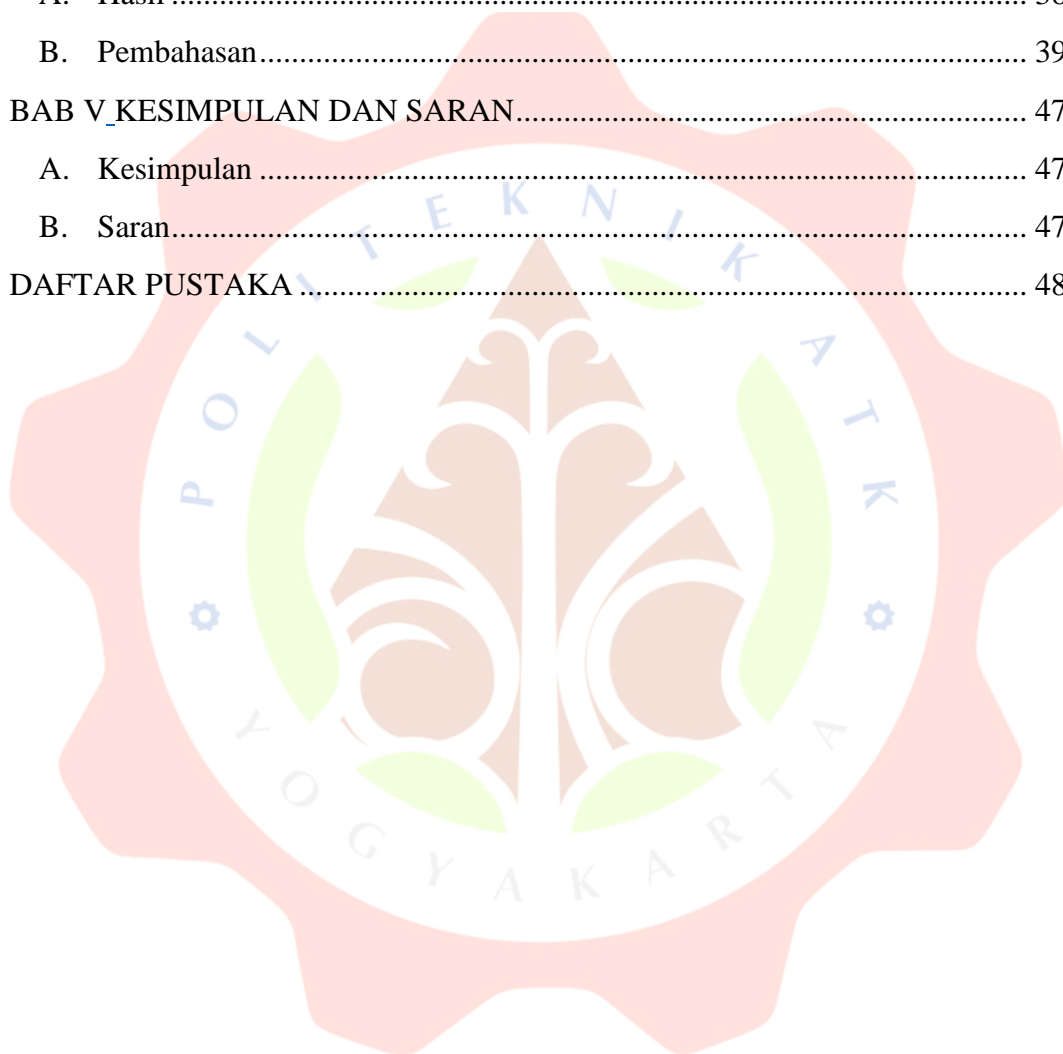 B. Pembahasan........................................................................................ 39
BAB V KESIMPULAN DAN SARAN........................................................... 47
A. Kesimpulan ........................................................................................ 47
B. Saran.................................................................................................. 47
DAFTAR PUSTAKA ................................................................................... 48
POLITEKNIK ATK
YOGYAKARTA